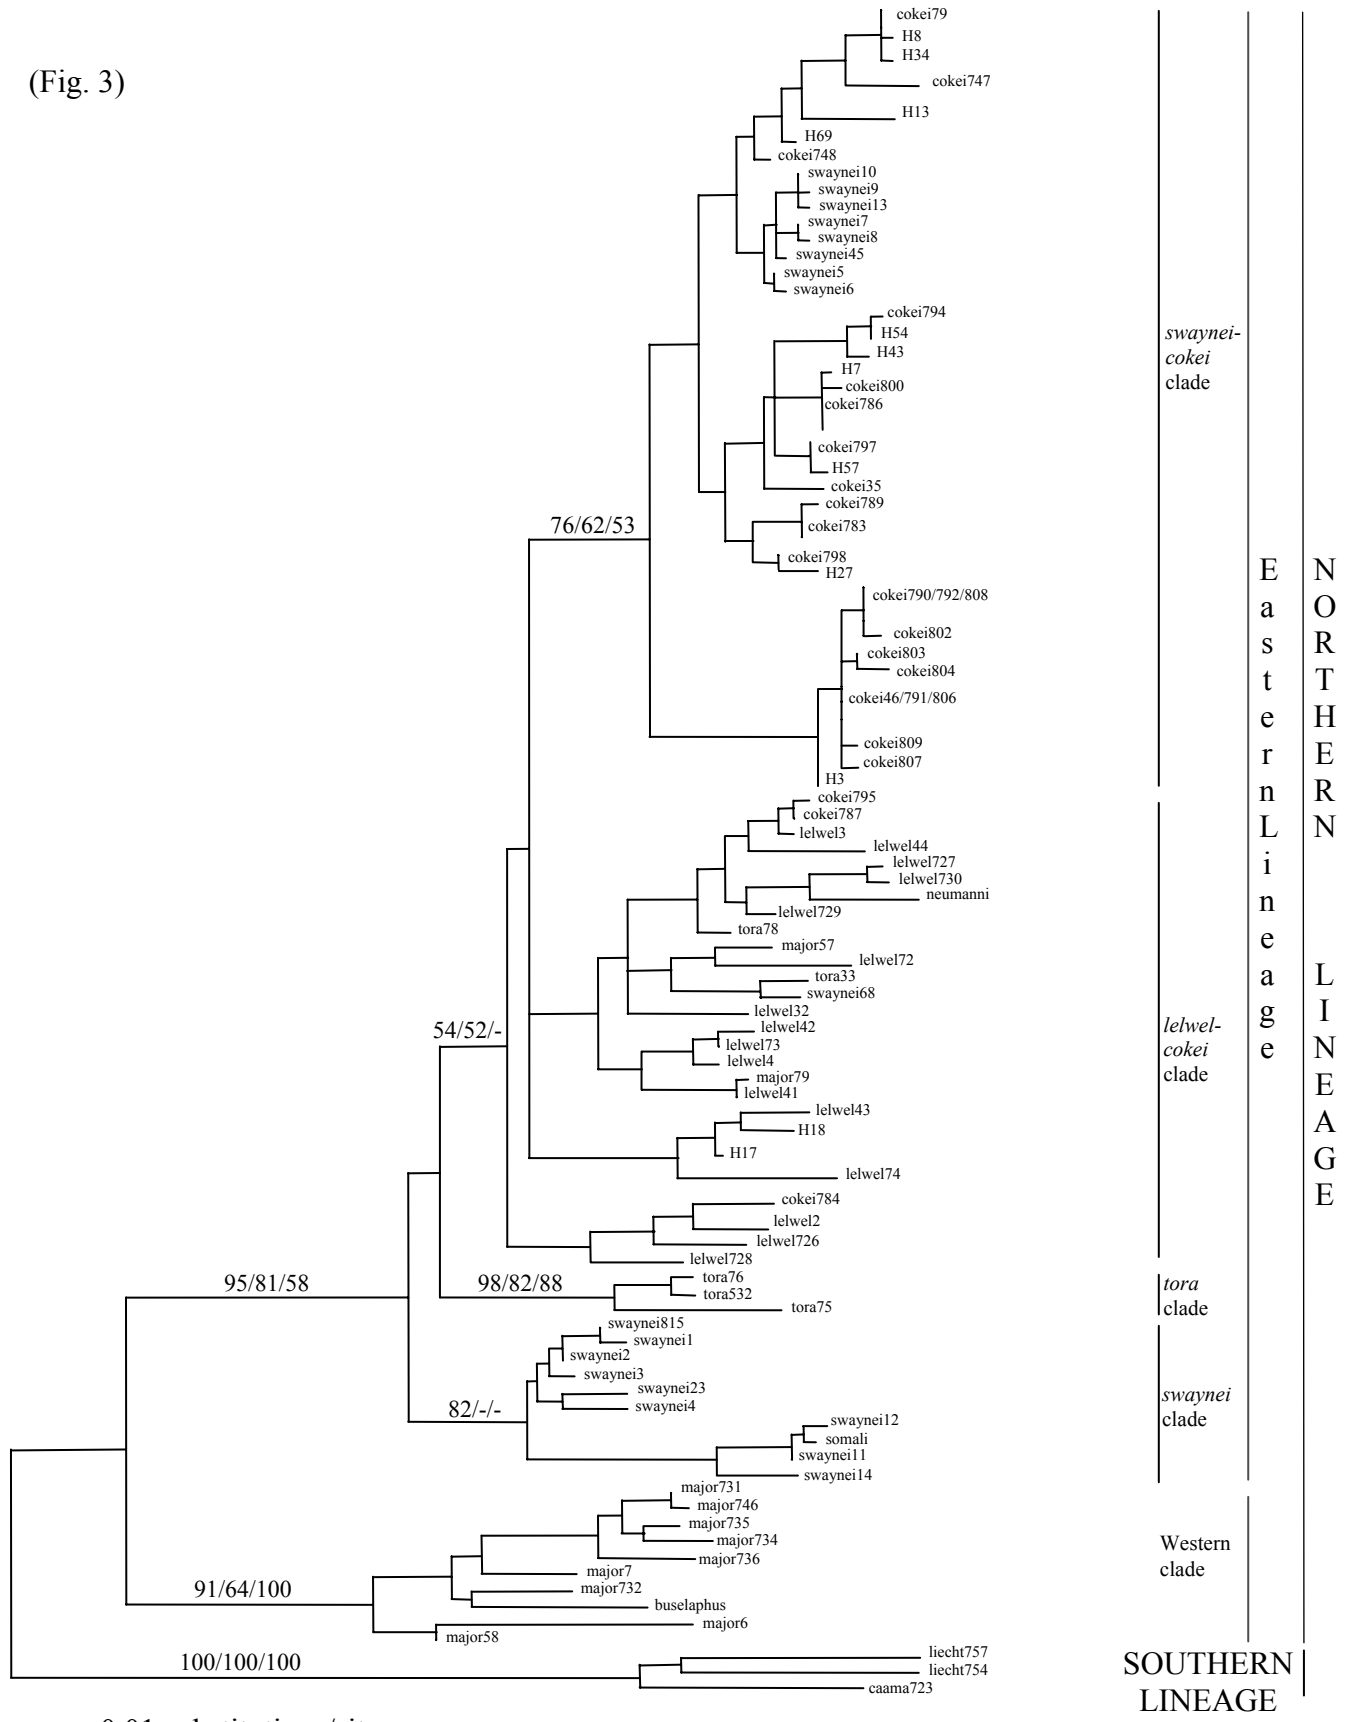 (Fig. 3)
cokei79
H8
H34
cokei747
H13
H69
cokei748
swaynei10
swaynei9
swaynei13
swaynei7
swaynei8
swaynei45
swaynei5
swaynei6
cokei794
H54
H43
H7
cokei800
cokei786
cokei797
H57
cokei35
cokei789
cokei783
cokei798
H27
76/62/53
cokei790/792/808
cokei802
cokei803
cokei804
cokei46/791/806
cokei809
cokei807
H3
swaynei-
cokei
clade
cokei795
cokei787
lelwel3
lelwel44
lelwel727
lelwel730
neumanni
lelwel729
tora78
major57
lelwel72
tora33
swaynei68
lelwel32
lelwel42
lelwel73
lelwel4
major79
lelwel41
lelwel43
H18
H17
lelwel74
cokei784
lelwel2
lelwel726
lelwel728
54/52/-
lelwel-
cokei
clade
95/81/58
98/82/88
tora76
tora532
tora75
tora
clade
swaynei815
swaynei1
swaynei2
swaynei3
swaynei23
swaynei4
82/-/-
swaynei12
somali
swaynei11
swaynei14
swaynei
clade
Eastern Lineage
NORTHERN LINEAGE
major731
major746
major735
major734
major736
major7
major732
buselaphus
major6
major58
91/64/100
Western
clade
100/100/100
liecht757
liecht754
caama723
SOUTHERN
LINEAGE